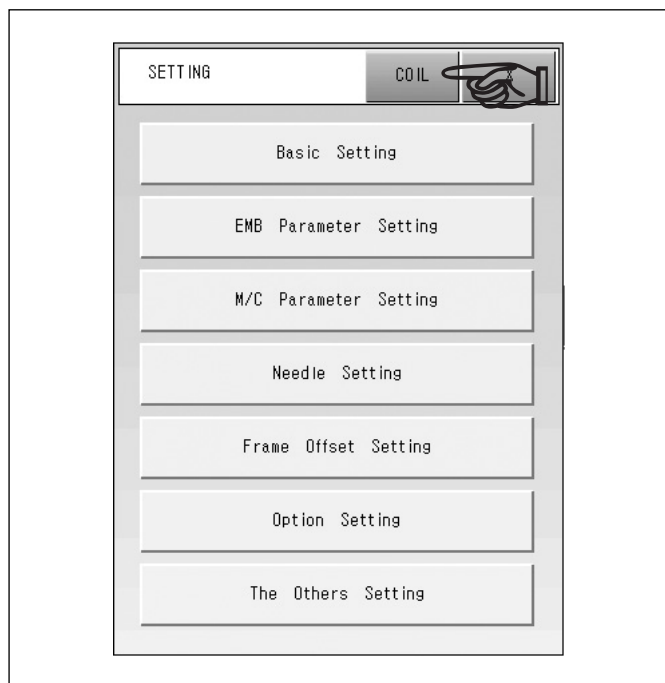 SETTING COIL X
Basic Setting
EMB Parameter Setting
M/C Parameter Setting
Needle Setting
Frame Offset Setting
Option Setting
The Others Setting